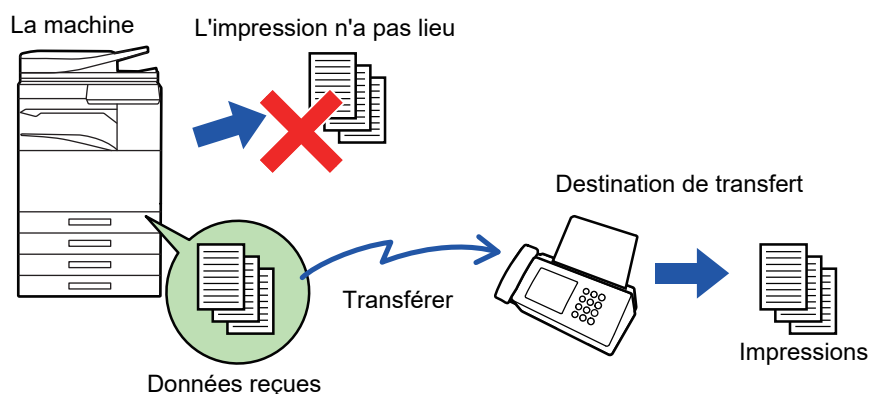 La machine
L'impression n'a pas lieu
Destination de transfert
Transférer
Impressions
Données reçues